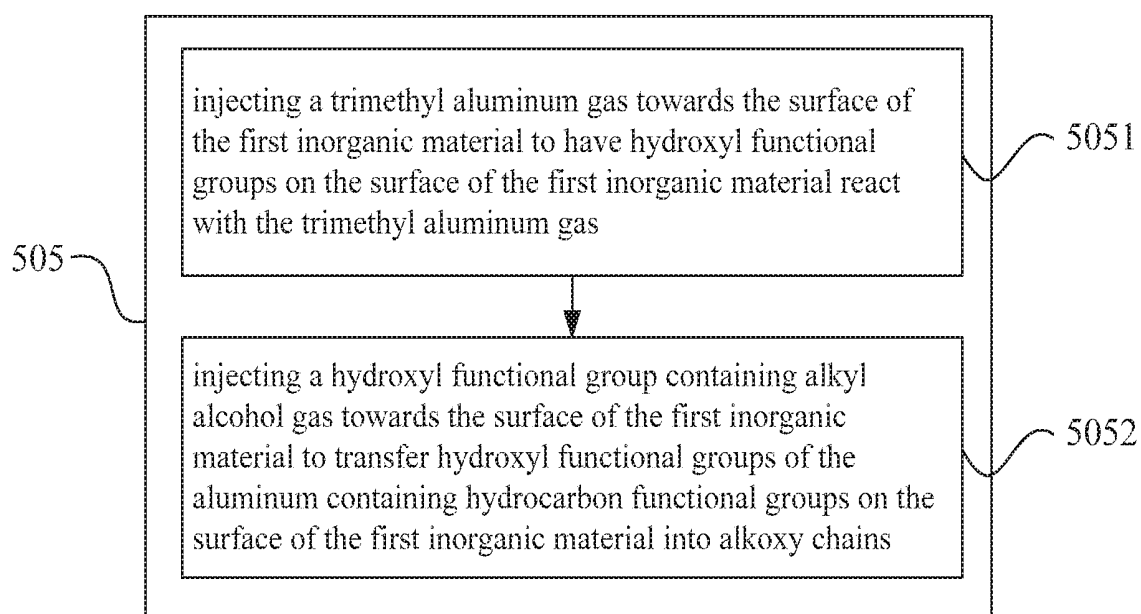 injecting a trimethyl aluminum gas towards the surface of
the first inorganic material to have hydroxyl functional
groups on the surface of the first inorganic material react
with the trimethyl aluminum gas
5051
505
injecting a hydroxyl functional group containing alkyl
alcohol gas towards the surface of the first inorganic
material to transfer hydroxyl functional groups of the
aluminum containing hydrocarbon functional groups on the
surface of the first inorganic material into alkoxy chains
5052